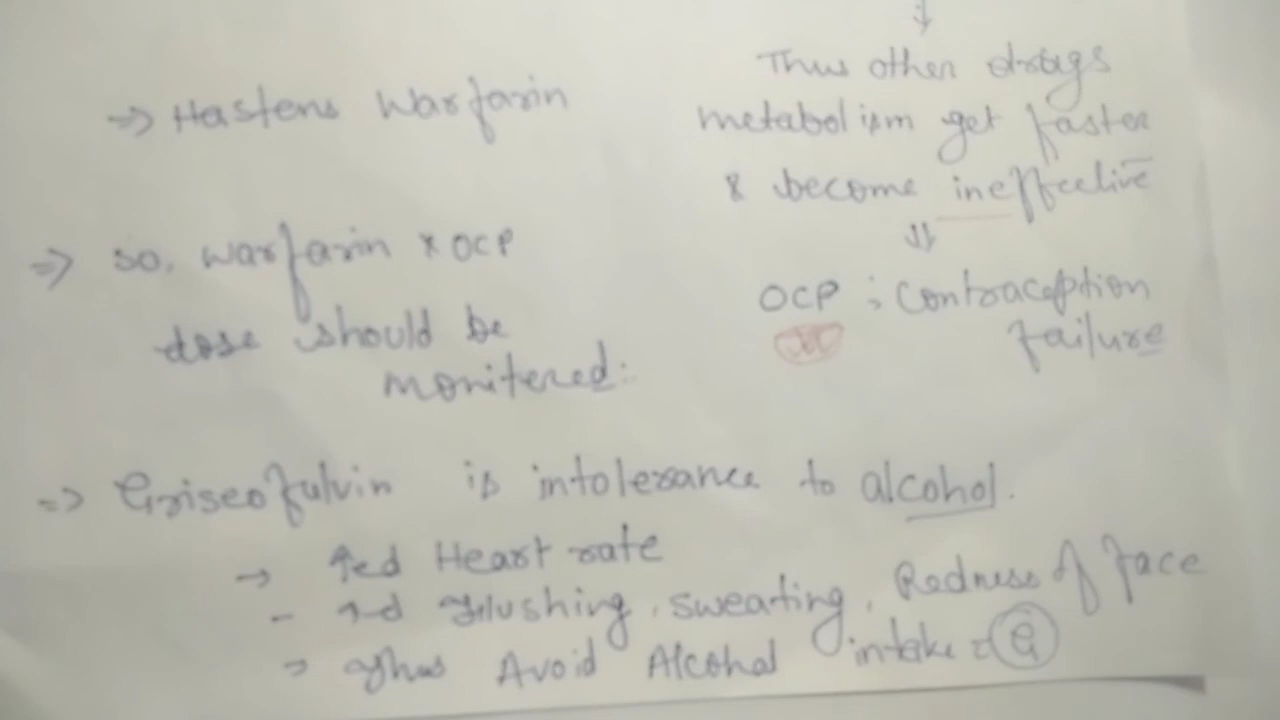 ⇒ Hastens Warfarin
⇒ so, warfarin & OCP
dose should be
monitered.
↓
Thus other drugs
metabolism get faster
& become ineffective
⇓
OCP ; Contraception
failure
⇒ Griseofulvin is intolerance to alcohol.
→ ↑ed Heart rate
- ↑ed flushing, sweating, Redness of face
⇒ Thus Avoid Alcohol intake =